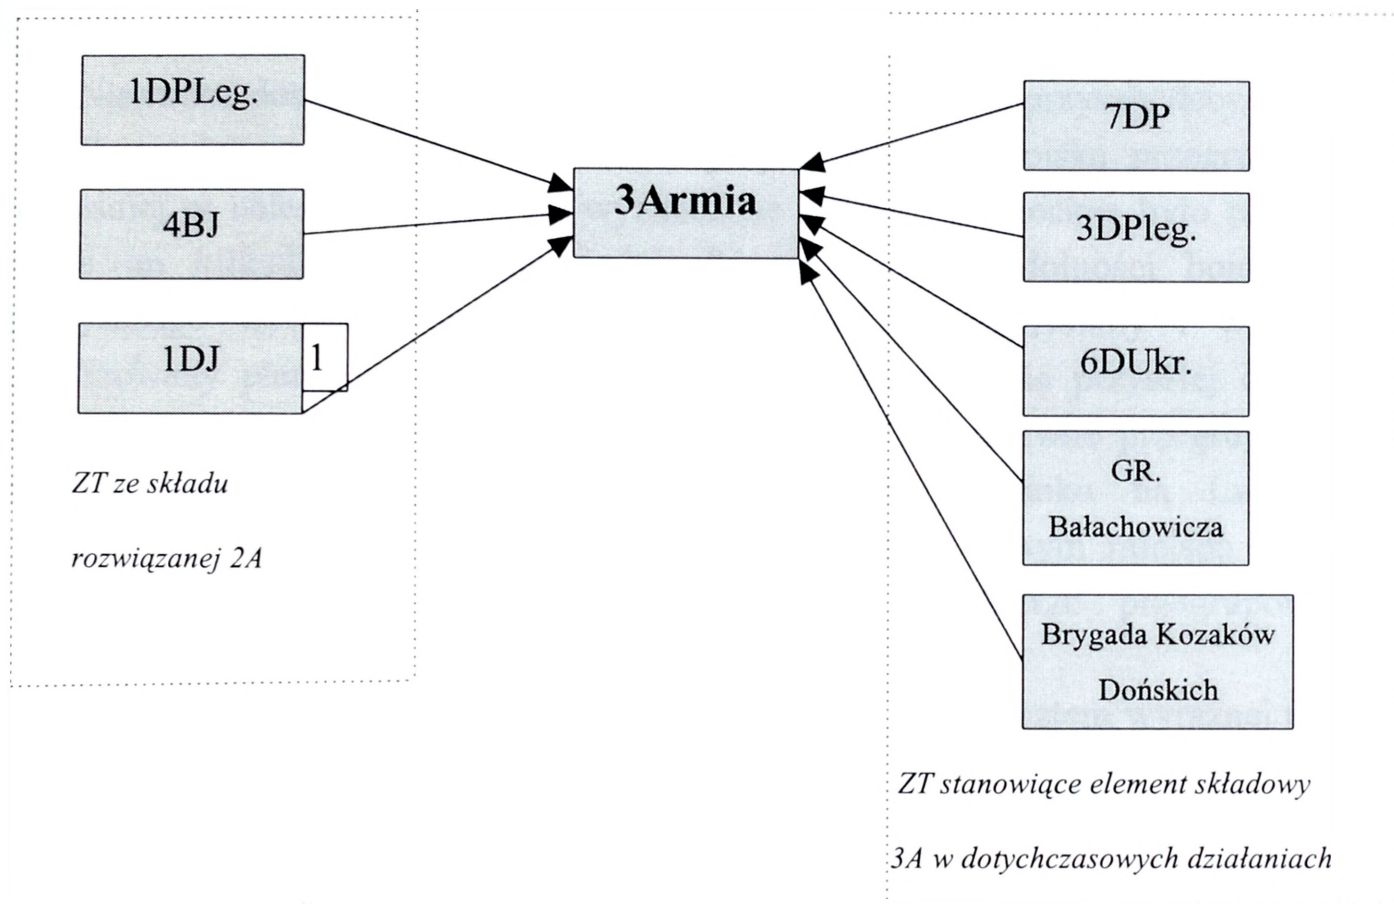 1DPLeg.
4BJ
1DJ
1
ZT ze składu
rozwiązanej 2A
3Armia
7DP
3DPleg.
6DUkr.
GR.
Bałachowicza
Brygada Kozaków
Dońskich
ZT stanowiące element składowy
3A w dotychczasowych działaniach